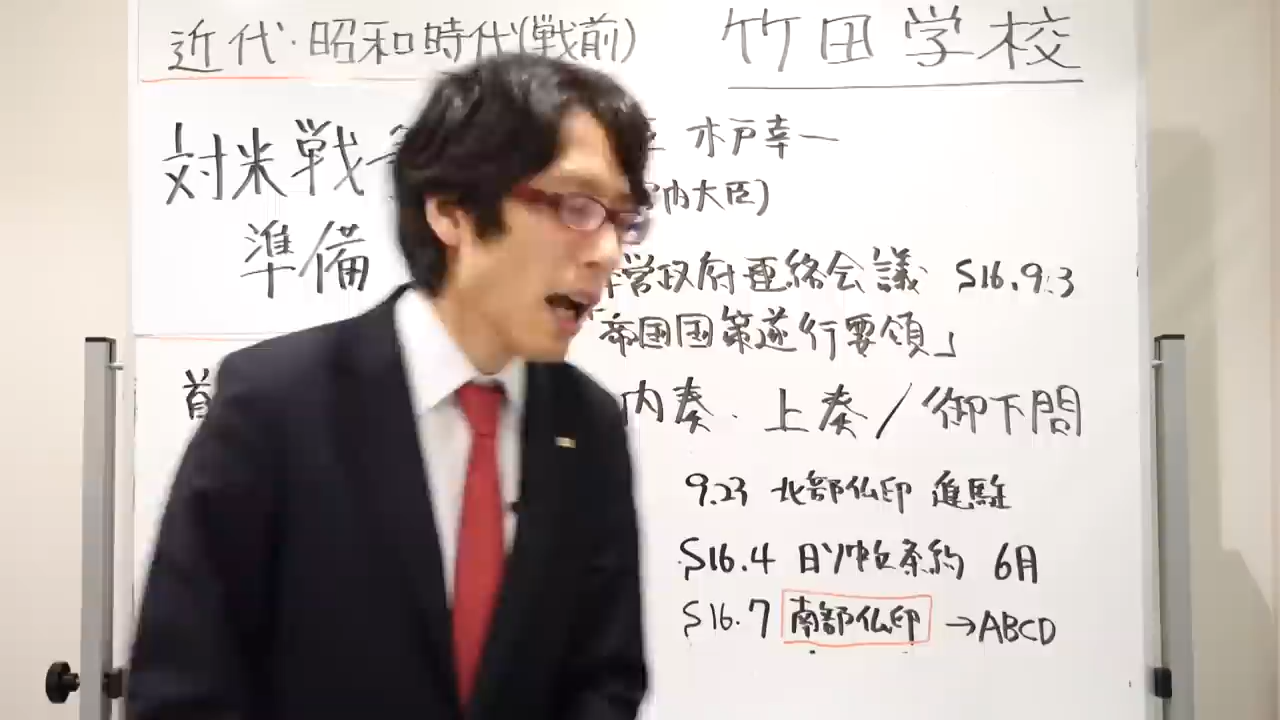 近代・昭和時代(戦前)
竹田学校
対米戦
準備
木戸幸一
内大臣)
営政府連絡会議 S16.9.3
「帝国国策遂行要領」
首
内奏・上奏/御下問
9.23 北部仏印 進駐
S16.4 日ソ中立条約 6月
S16.7 南部仏印 →ABCD